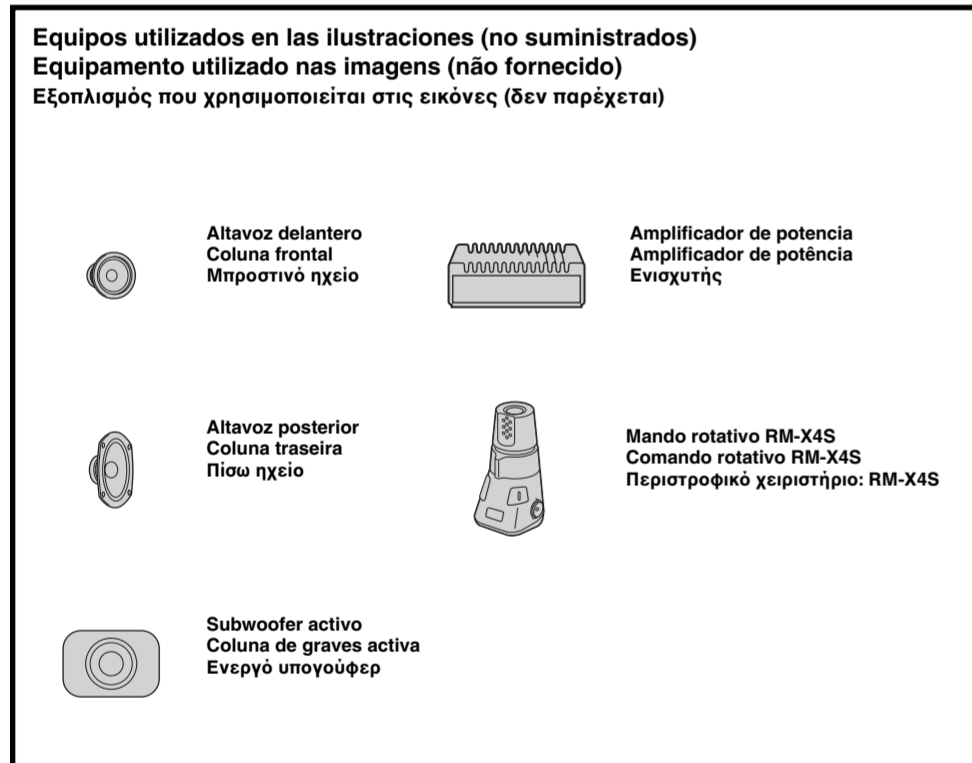 Equipos utilizados en las ilustraciones (no suministrados)
Equipamento utilizado nas imagens (não fornecido)
Εξοπλισμός που χρησιμοποιείται στις εικόνες (δεν παρέχεται)
Altavoz delantero
Coluna frontal
Μπροστινό ηχείο
Amplificador de potencia
Amplificador de potência
Ενισχυτής
Altavoz posterior
Coluna traseira
Πίσω ηχείο
Mando rotativo RM-X4S
Comando rotativo RM-X4S
Περιστροφικό χειριστήριο: RM-X4S
Subwoofer activo
Coluna de graves activa
Ενεργό υπογούφερ